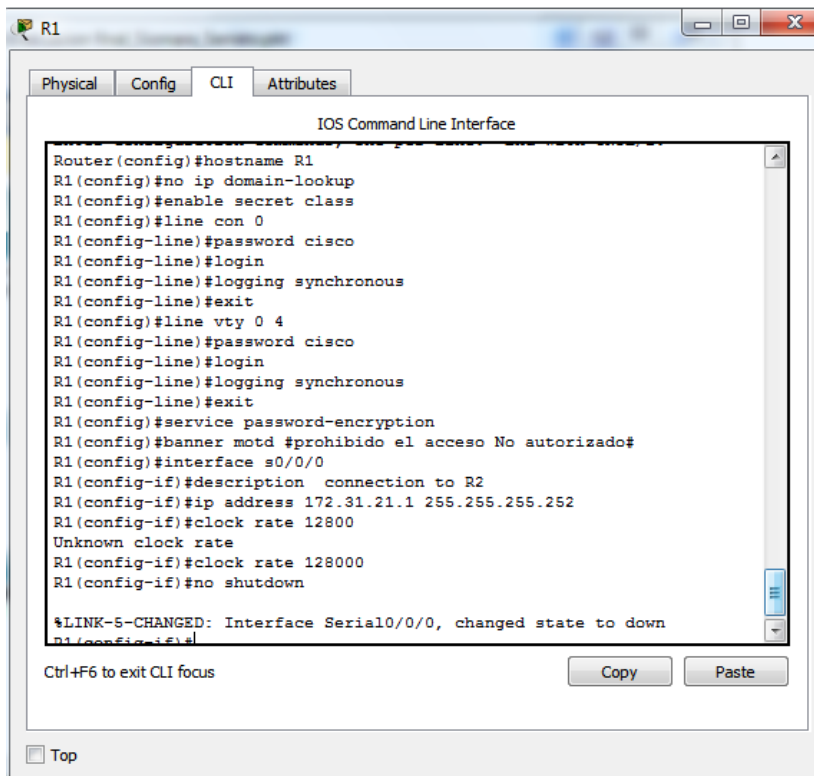 R1
Physical
Config
CLI
Attributes
IOS Command Line Interface
Router(config)#hostname R1
R1(config)#no ip domain-lookup
R1(config)#enable secret class
R1(config)#line con 0
R1(config-line)#password cisco
R1(config-line)#login
R1(config-line)#logging synchronous
R1(config-line)#exit
R1(config)#line vty 0 4
R1(config-line)#password cisco
R1(config-line)#login
R1(config-line)#logging synchronous
R1(config-line)#exit
R1(config)#service password-encryption
R1(config)#banner motd #prohibido el acceso No autorizado#
R1(config)#interface s0/0/0
R1(config-if)#description  connection to R2
R1(config-if)#ip address 172.31.21.1 255.255.255.252
R1(config-if)#clock rate 12800
Unknown clock rate
R1(config-if)#clock rate 128000
R1(config-if)#no shutdown
%LINK-5-CHANGED: Interface Serial0/0/0, changed state to down
R1(config-if)#
Ctrl+F6 to exit CLI focus
Copy
Paste
Top